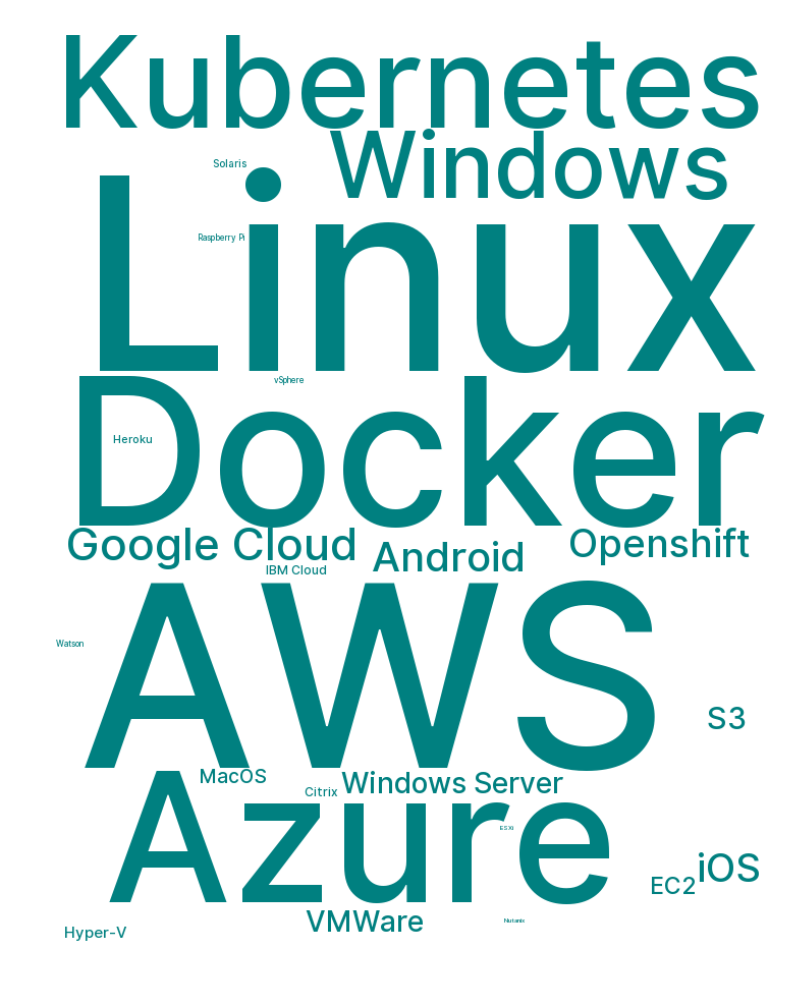 Kubernetes
Windows
Solaris
Linux
Raspberry Pi
vSphere
Docker
Heroku
Google Cloud
Android
Openshift
IBM Cloud
AWS
Watson
S3
MacOS
Citrix
Windows Server
Azure
ESXi
iOS
EC2
VMWare
Nutanix
Hyper-V